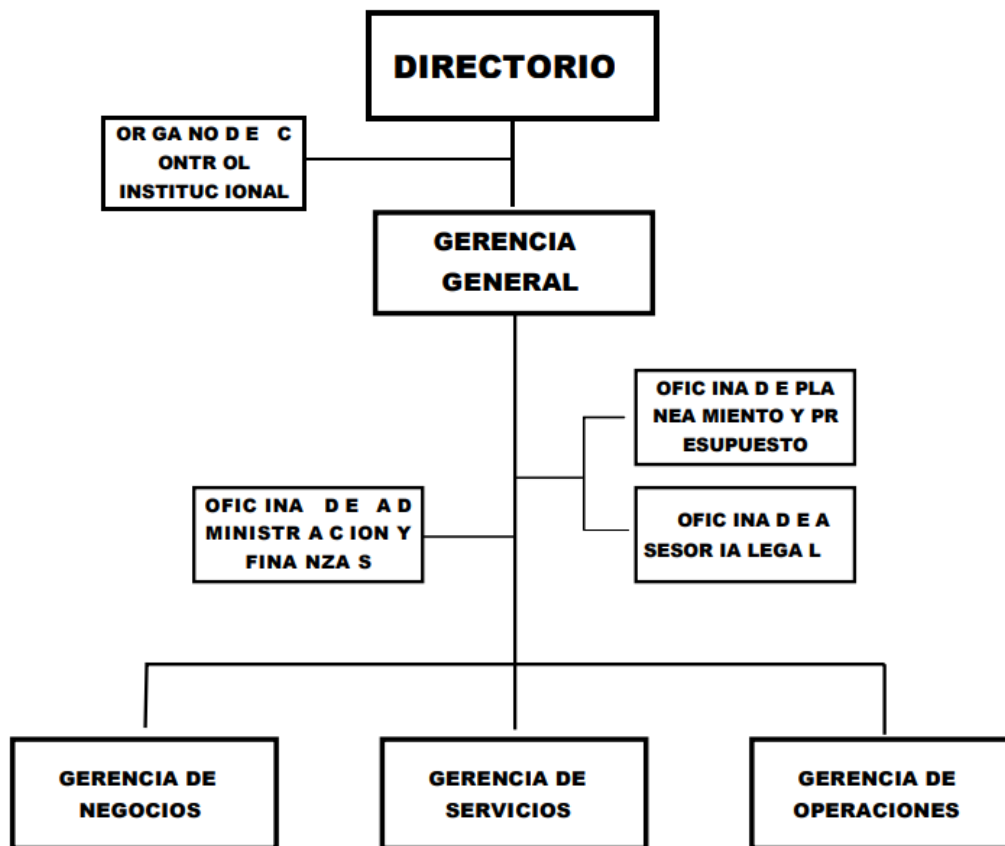 DIRECTORIO
OR GA NO D E C
ONTR OL
INSTITUC IONAL
GERENCIA
GENERAL
OFIC INA D E PLA
NEA MIENTO Y PR
ESUPUESTO
OFIC INA D E AD
MINISTR A C ION Y
FINA NZA S
OFIC INA D E A
SESOR IA LEGA L
GERENCIA DE
NEGOCIOS
GERENCIA DE
SERVICIOS
GERENCIA DE
OPERACIONES